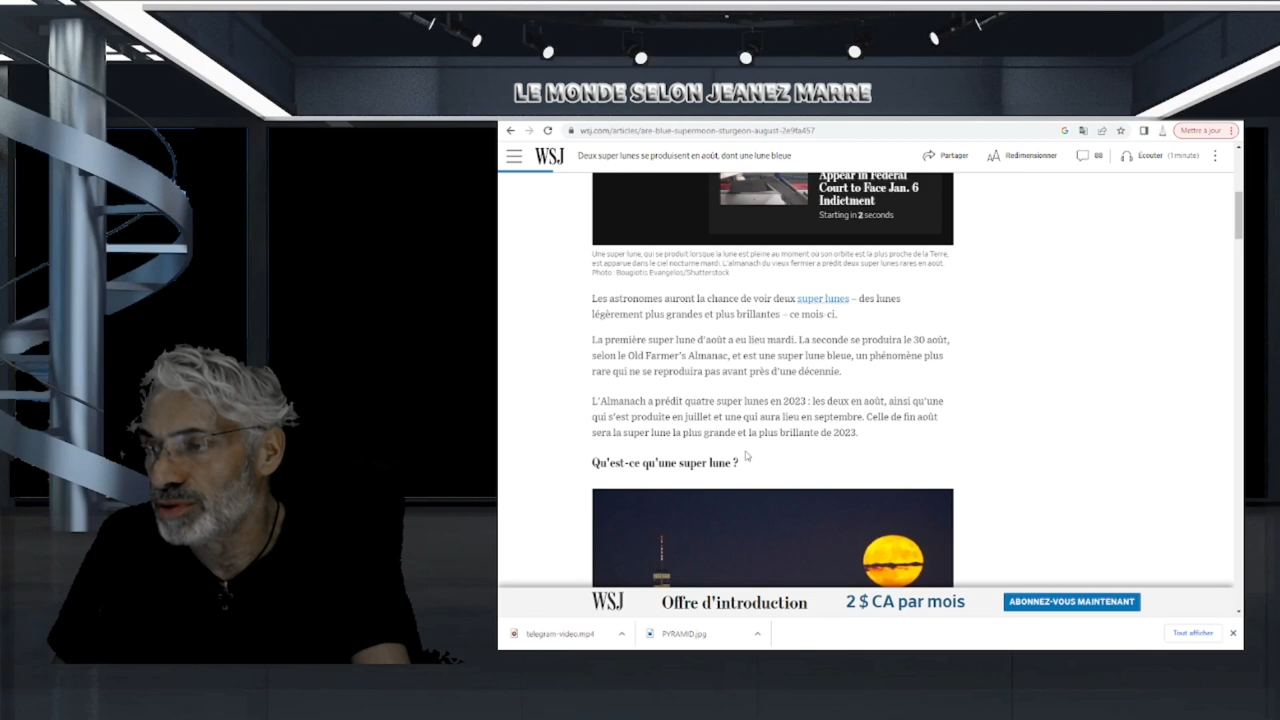 LE MONDE SELON JEANEZ MARRE
wsj.com/articles/are-blue-supermoon-sturgeon-august-2e9fa457
Mettre à jour
WSJ
Deux super lunes se produisent en août, dont une lune bleue
Partager
Redimensionner
88
Écouter (1 minute)
Appear in Federal
Court to Face Jan. 6
Indictment
Starting in 2 seconds
Une super lune, qui se produit lorsque la lune est pleine au moment où son orbite est la plus proche de la Terre,
est apparue dans le ciel nocturne mardi. L'almanach du vieux fermier a prédit deux super lunes rares en août.
Photo : Bougiotis Evangelos/Shutterstock
Les astronomes auront la chance de voir deux super lunes – des lunes
légèrement plus grandes et plus brillantes – ce mois-ci.
La première super lune d'août a eu lieu mardi. La seconde se produira le 30 août,
selon le Old Farmer's Almanac, et est une super lune bleue, un phénomène plus
rare qui ne se reproduira pas avant près d'une décennie.
L'Almanach a prédit quatre super lunes en 2023 : les deux en août, ainsi qu'une
qui s'est produite en juillet et une qui aura lieu en septembre. Celle de fin août
sera la super lune la plus grande et la plus brillante de 2023.
Qu'est-ce qu'une super lune ?
WSJ
Offre d'introduction
2 $ CA par mois
ABONNEZ-VOUS MAINTENANT
telegram-video.mp4
PYRAMID.jpg
Tout afficher